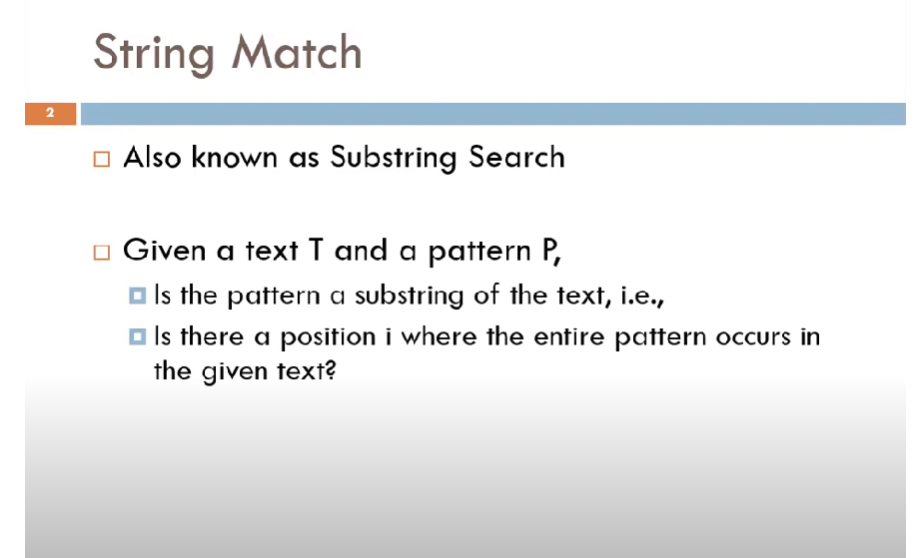 String Match
2
Also known as Substring Search
Given a text T and a pattern P,
Is the pattern a substring of the text, i.e.,
Is there a position i where the entire pattern occurs in
the given text?